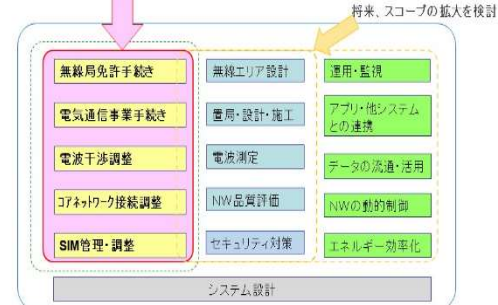 将来、スコープの拡大を検討
無線局免許手続き
電気通信事業手続き
電波干渉調整
コアネットワーク接続調整
SIM管理・調整
無線エリア設計
置局・設計・施工
電波測定
NW品質評価
セキュリティ対策
運用・監視
アプリ・他システム
との連携
データの流通・活用
NWの動的制御
エネルギー効率化
システム設計